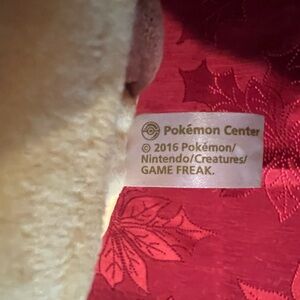 Pokémon Center
© 2016 Pokémon/
Nintendo/Creatures/
GAME FREAK.